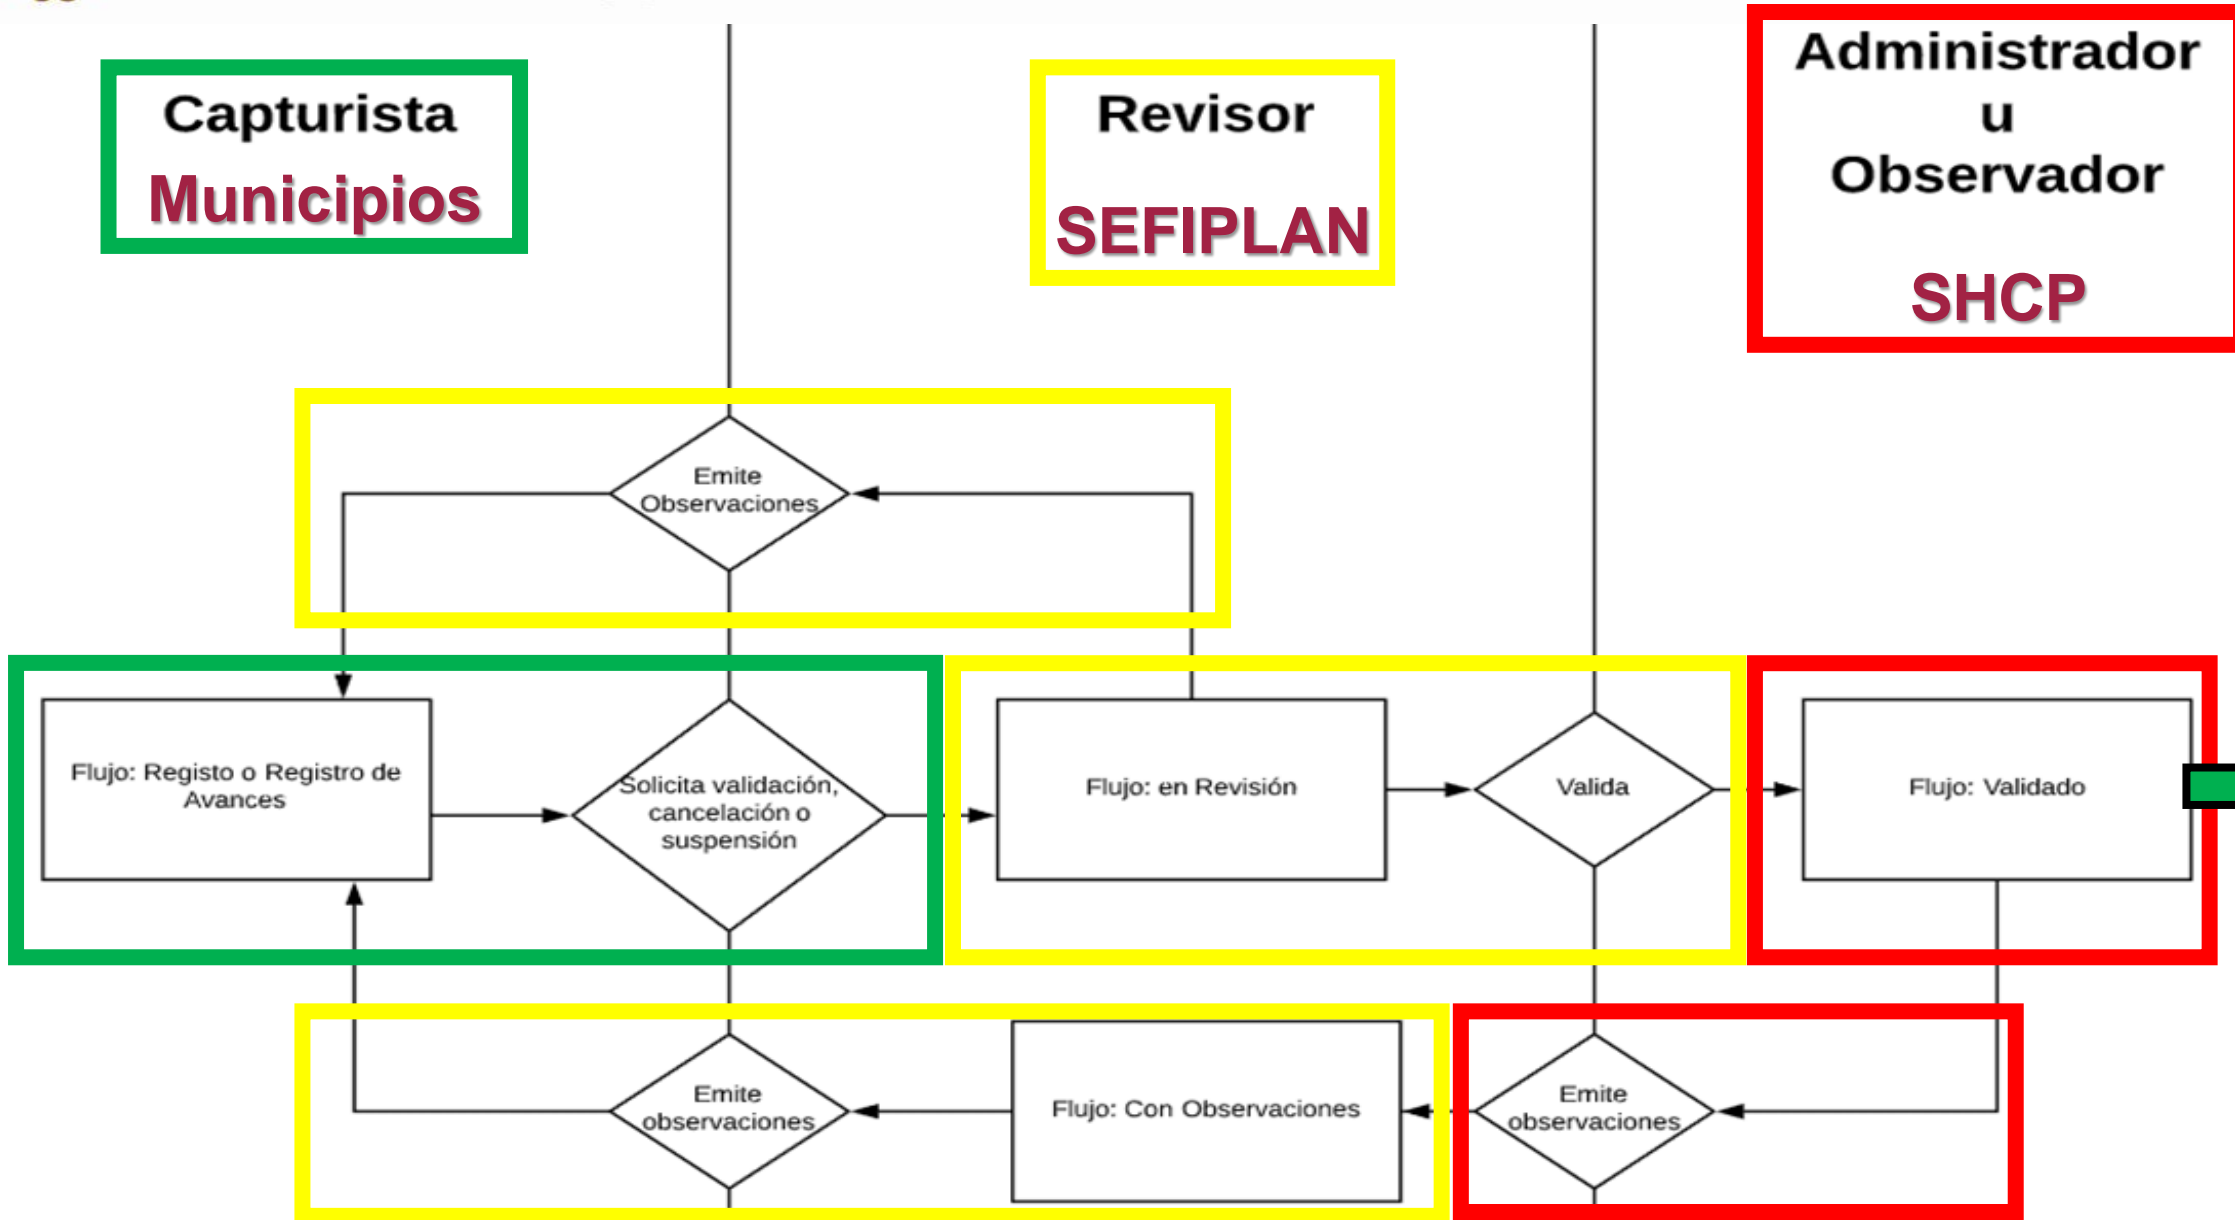 Capturista
Municipios
Revisor
SEFIPLAN
Administrador
u
Observador
SHCP
Emite
Observaciones
Flujo: Registo o Registro de
Avances
Solicita validación,
cancelación o
suspensión
Flujo: en Revisión
Valida
Flujo: Validado
Emite
observaciones
Flujo: Con Observaciones
Emite
observaciones